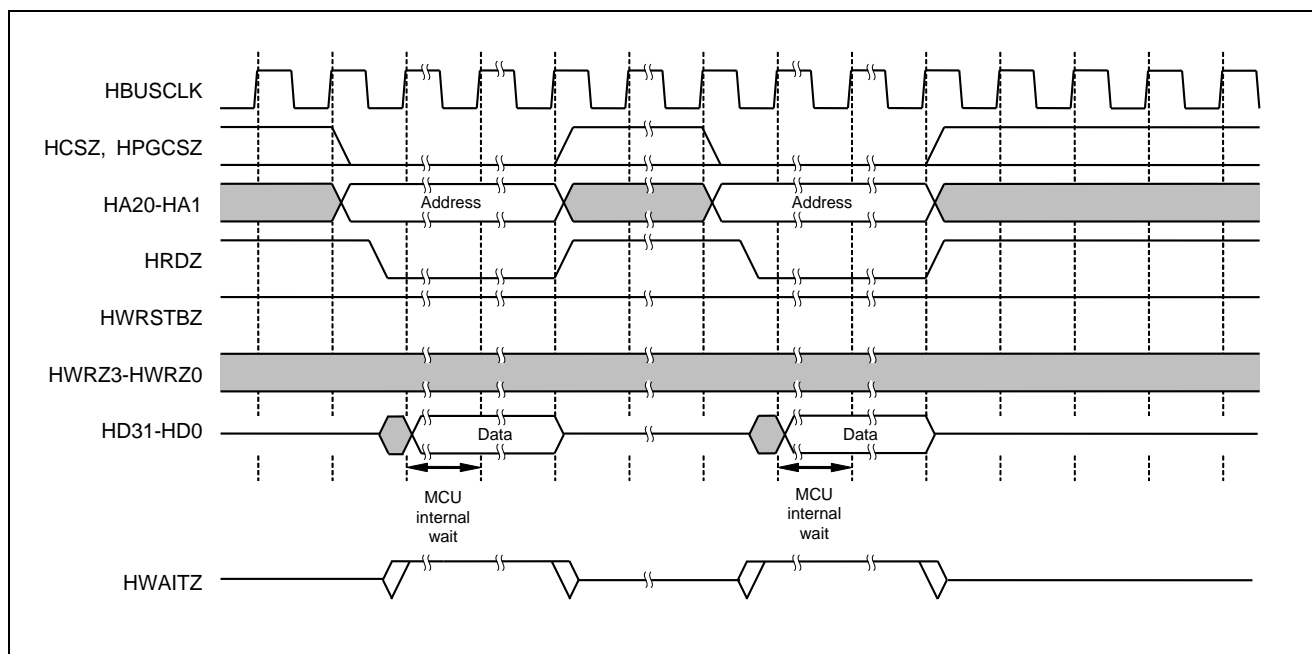 HBUSCLK
HCSZ, HPGCSZ
HA20-HA1
Address
Address
HRDZ
HWRSTBZ
HWRZ3-HWRZ0
HD31-HD0
Data
Data
MCU
internal
wait
MCU
internal
wait
HWAITZ